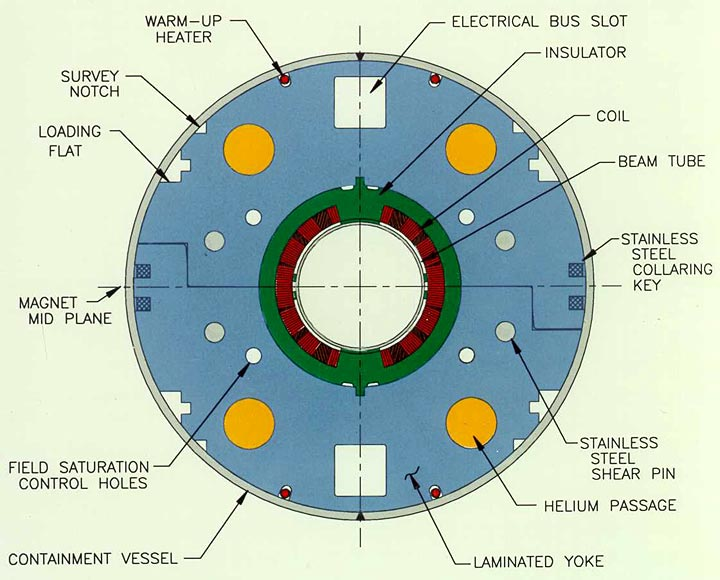 WARM-UP
HEATER
ELECTRICAL BUS SLOT
INSULATOR
SURVEY
NOTCH
COIL
LOADING
FLAT
BEAM TUBE
STAINLESS
STEEL
COLLARING
KEY
MAGNET
MID PLANE
FIELD SATURATION
CONTROL HOLES
STAINLESS
STEEL
SHEAR PIN
HELIUM PASSAGE
CONTAINMENT VESSEL
LAMINATED YOKE